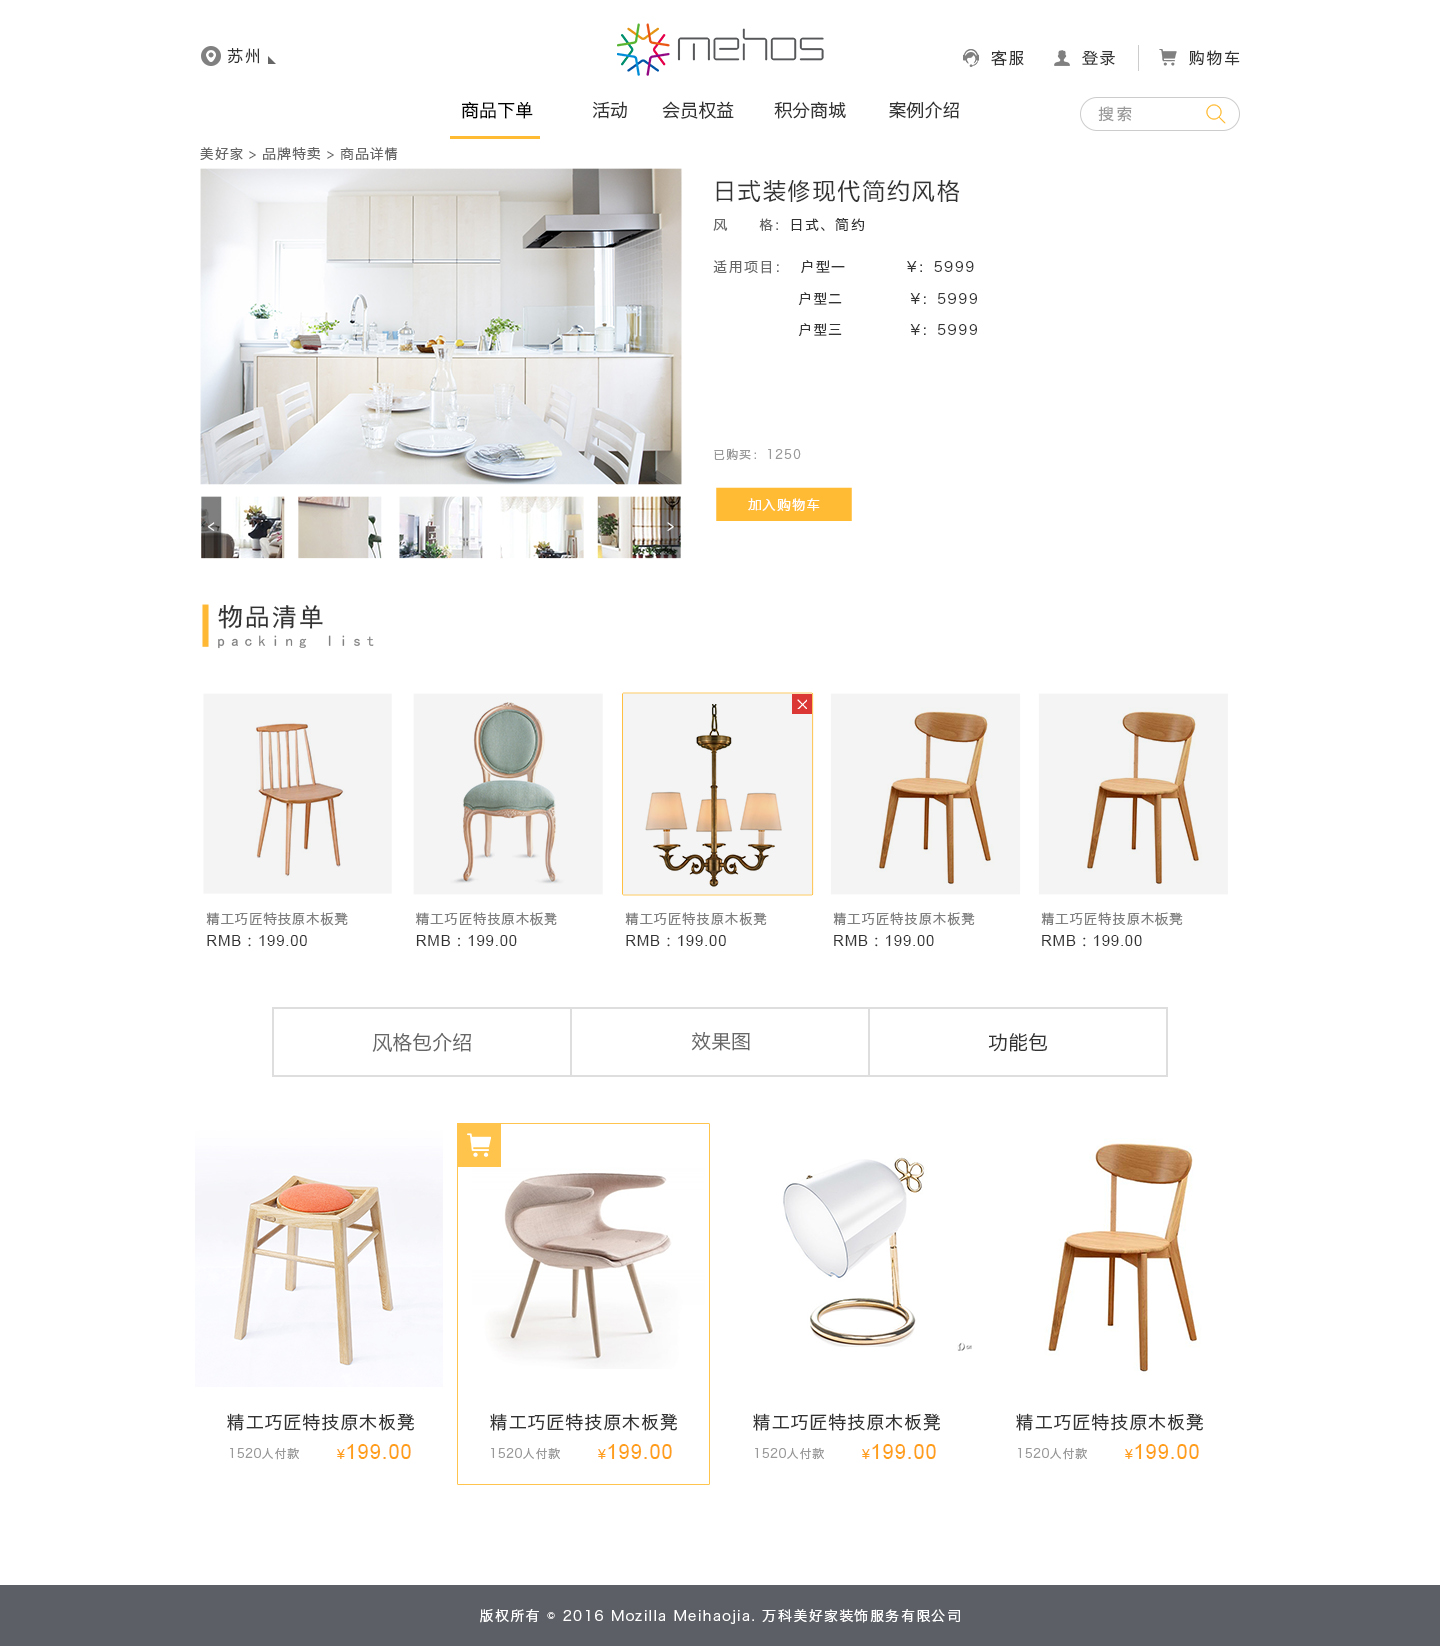 苏州
mehos
客服
登录
购物车
商品下单 活动 会员权益 积分商城 案例介绍
搜索
美好家 > 品牌特卖 > 商品详情
日式装修现代简约风格
风 格：日式、简约
适用项目： 户型一 ¥：5999
户型二 ¥：5999
户型三 ¥：5999
已购买：1250
加入购物车
物品清单
packing list
精工巧匠特技原木板凳
RMB：199.00
精工巧匠特技原木板凳
RMB：199.00
精工巧匠特技原木板凳
RMB：199.00
精工巧匠特技原木板凳
RMB：199.00
精工巧匠特技原木板凳
RMB：199.00
风格包介绍 效果图 功能包
精工巧匠特技原木板凳
1520人付款 ¥199.00
精工巧匠特技原木板凳
1520人付款 ¥199.00
精工巧匠特技原木板凳
1520人付款 ¥199.00
精工巧匠特技原木板凳
1520人付款 ¥199.00
版权所有 © 2016 Mozilla Meihaojia. 万科美好家装饰服务有限公司